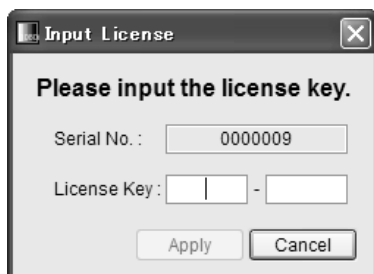 Input License
Please input the license key.
Serial No. : 0000009
License Key : -
Apply Cancel